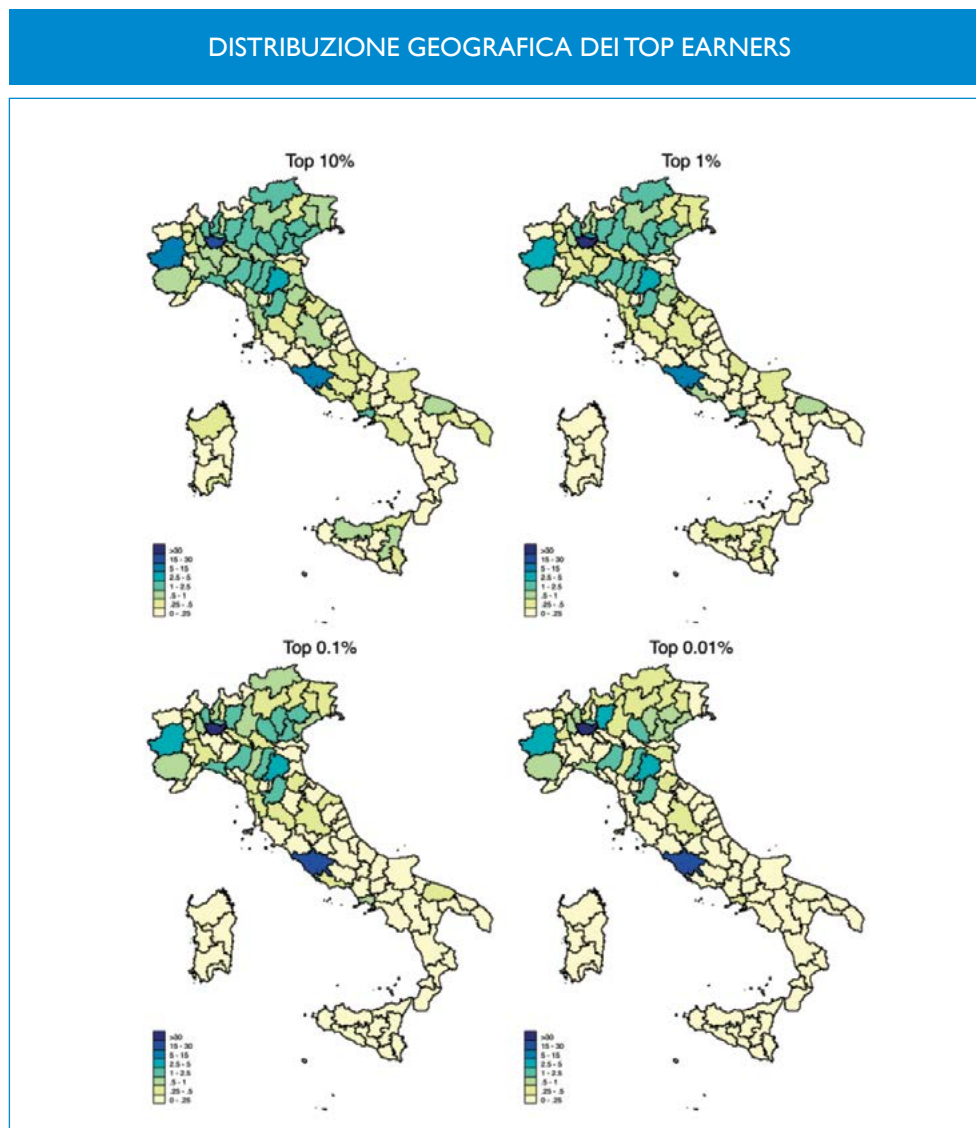 DISTRIBUZIONE GEOGRAFICA DEI TOP EARNERS
Top 10%
>30
15 - 30
5 - 15
2.5 - 5
1 - 2.5
.5 - 1
.25 - .5
0 - .25
Top 1%
>30
15 - 30
5 - 15
2.5 - 5
1 - 2.5
.5 - 1
.25 - .5
0 - .25
Top 0.1%
>30
15 - 30
5 - 15
2.5 - 5
1 - 2.5
.5 - 1
.25 - .5
0 - .25
Top 0.01%
>30
15 - 30
5 - 15
2.5 - 5
1 - 2.5
.5 - 1
.25 - .5
0 - .25